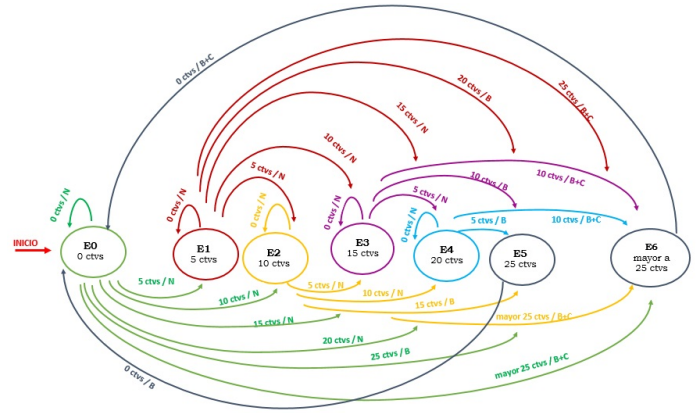 0 ctvs / B+C
25 ctvs / B+C
20 ctvs / B
15 ctvs / N
10 ctvs / N
5 ctvs / N
10 ctvs / B+C
10 ctvs / B
5 ctvs / N
0 ctvs / N
0 ctvs / N
0 ctvs / N
0 ctvs / N
0 ctvs / N
5 ctvs / B
10 ctvs / B+C
INICIO
E0
0 ctvs
E1
5 ctvs
E2
10 ctvs
E3
15 ctvs
E4
20 ctvs
E5
25 ctvs
E6
mayor a
25 ctvs
5 ctvs / N
10 ctvs / N
15 ctvs / N
20 ctvs / N
25 ctvs / B
mayor 25 ctvs / B+C
5 ctvs / N
10 ctvs / N
15 ctvs / B
mayor 25 ctvs / B+C
0 ctvs / B